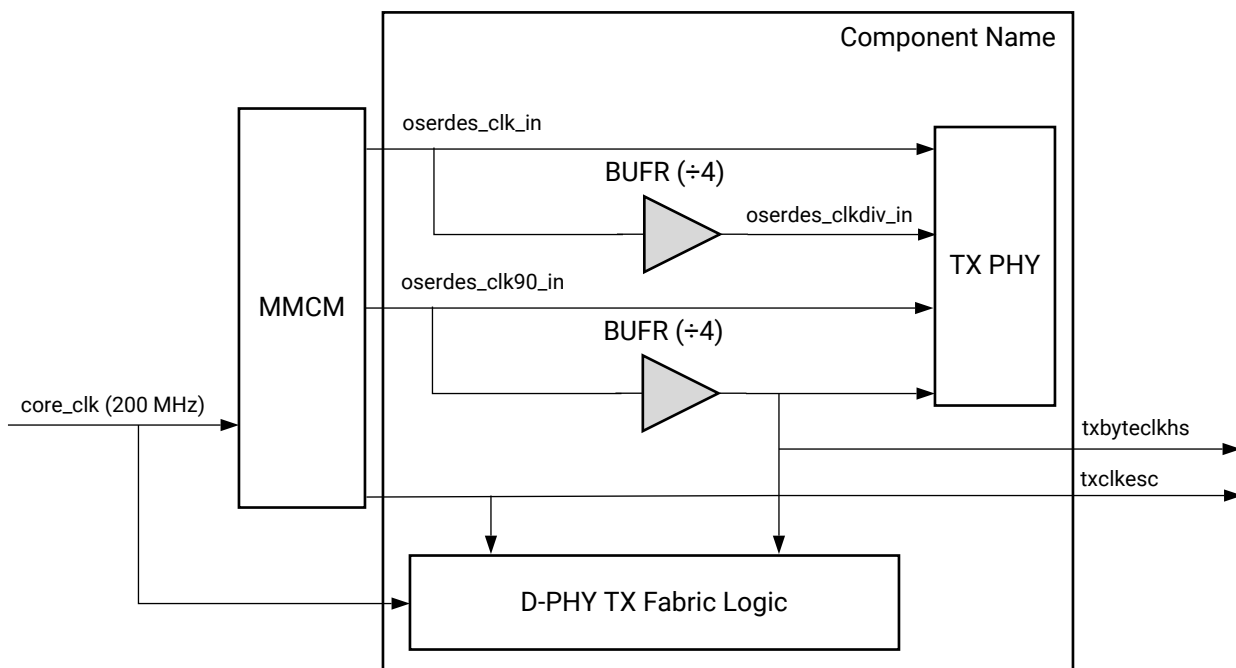 Component Name
oserdes_clk_in
BUFR (÷4)
oserdes_clkdiv_in
TX PHY
oserdes_clk90_in
MMCM
BUFR (÷4)
core_clk (200 MHz)
txbyteclkhs
txclkesc
D-PHY TX Fabric Logic